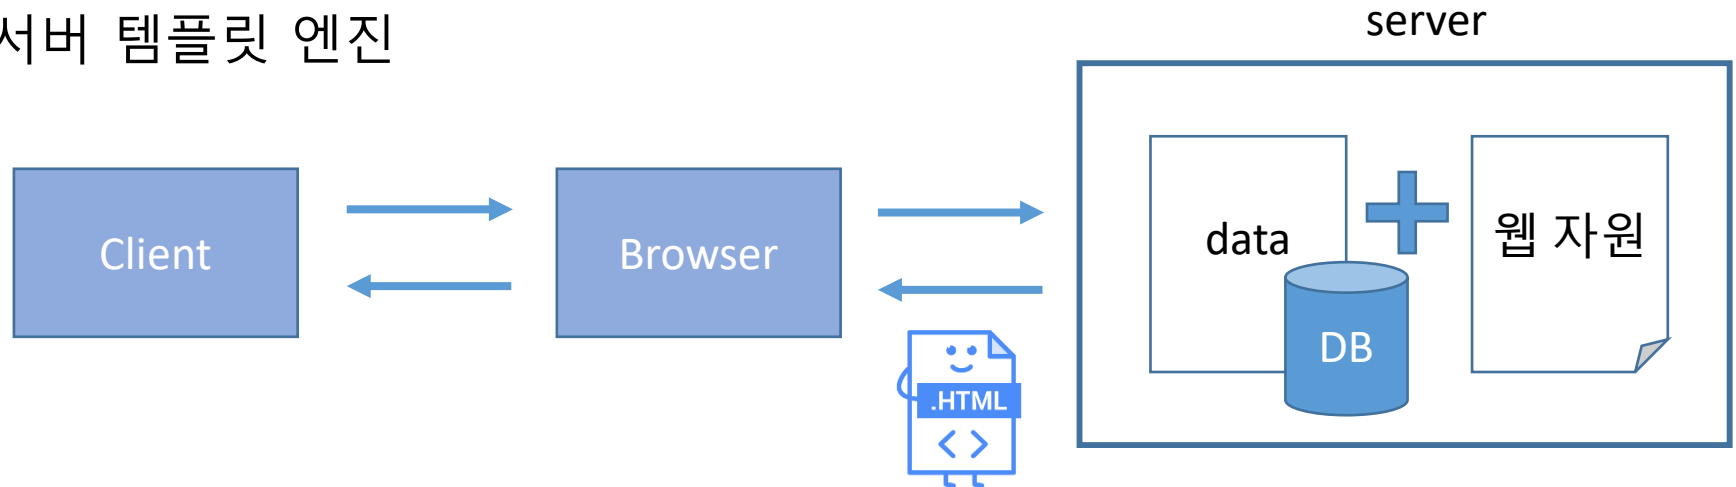 서버 템플릿 엔진
server
Client
Browser
data
웹 자원
DB
.HTML